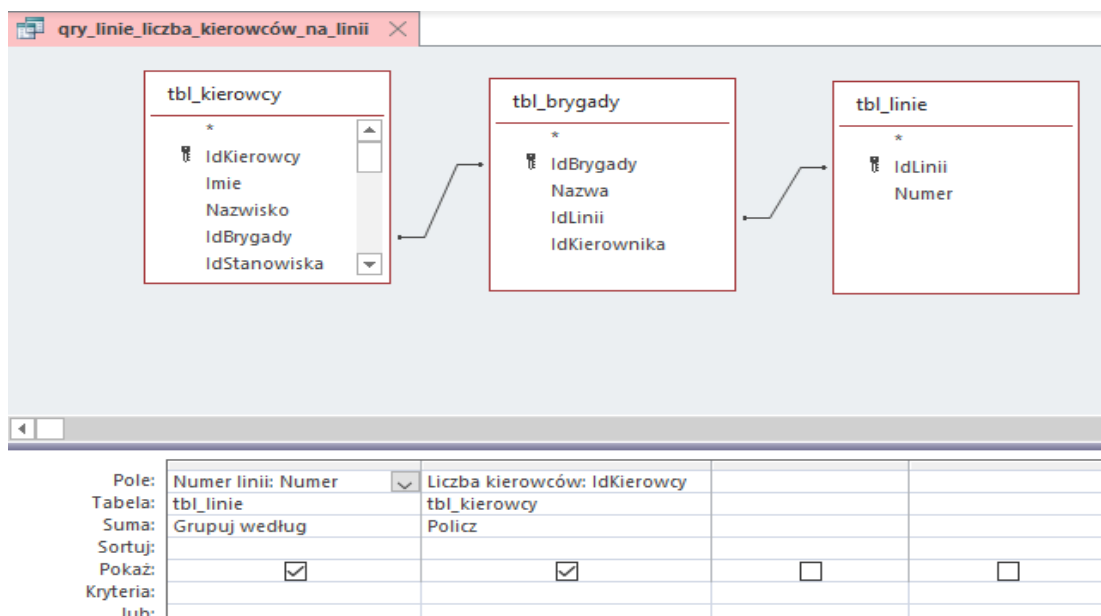 qry_linie_liczba_kierowców_na_linii
tbl_kierowcy
*
IdKierowcy
Imie
Nazwisko
IdBrygady
IdStanowiska
tbl_brygady
*
IdBrygady
Nazwa
IdLinii
IdKierownika
tbl_linie
*
IdLinii
Numer
Pole: Numer linii: Numer Liczba kierowców: IdKierowcy
Tabela: tbl_linie tbl_kierowcy
Suma: Grupuj według Policz
Sortuj:
Pokaż:
Kryteria:
lub: